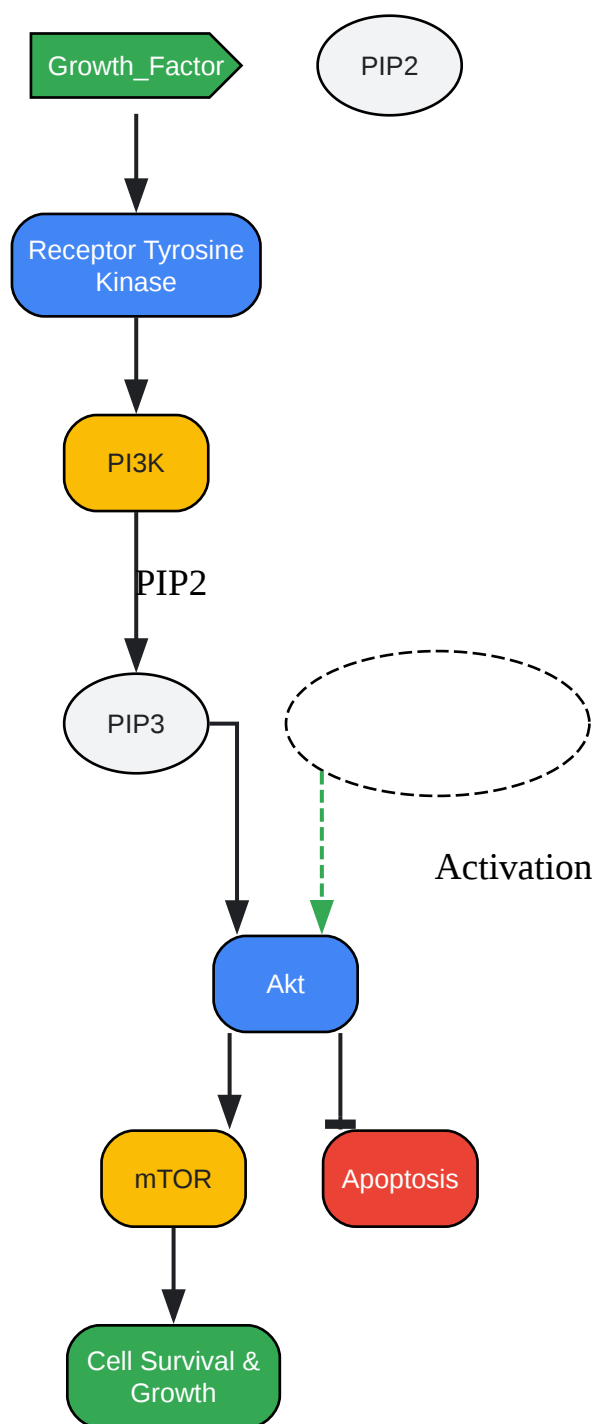 Growth_Factor
PIP2
Receptor Tyrosine
Kinase
PI3K
PIP2
PIP3
Activation
Akt
mTOR
Apoptosis
Cell Survival &
Growth